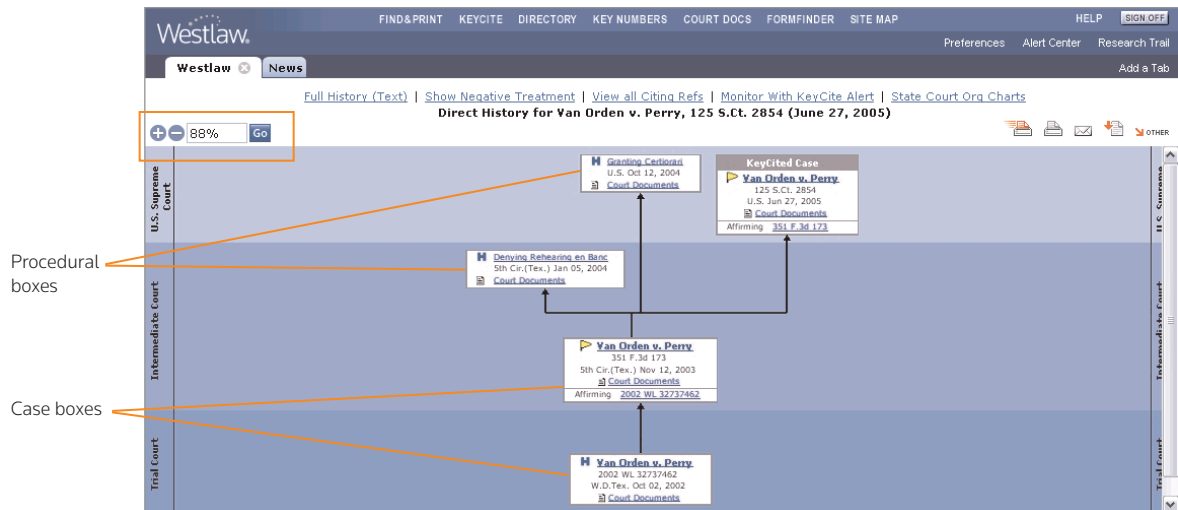 Westlaw.
FIND&PRINT KEYCITE DIRECTORY KEY NUMBERS COURT DOCS FORMFINDER SITE MAP
HELP SIGN OFF
Preferences Alert Center Research Trail
Westlaw News
Add a Tab
Full History (Text) | Show Negative Treatment | View all Citing Refs | Monitor With KeyCite Alert | State Court Org Charts
Direct History for Van Orden v. Perry, 125 S.Ct. 2854 (June 27, 2005)
88% Go
OTHER
U.S. Supreme
Court
H Granting Certiorari
U.S. Oct 12, 2004
Court Documents
KeyCited Case
Van Orden v. Perry
125 S.Ct. 2854
U.S. Jun 27, 2005
Court Documents
Affirming 351 F.3d 173
U.S. Supreme
Procedural
boxes
Intermediate Court
H Denying Rehearing en Banc
5th Cir.(Tex.) Jan 05, 2004
Court Documents
Intermediate Court
Van Orden v. Perry
351 F.3d 173
5th Cir.(Tex.) Nov 12, 2003
Court Documents
Affirming 2002 WL 32737462
Case boxes
Trial Court
H Van Orden v. Perry
2002 WL 32737462
W.D.Tex. Oct 02, 2002
Court Documents
Trial Court